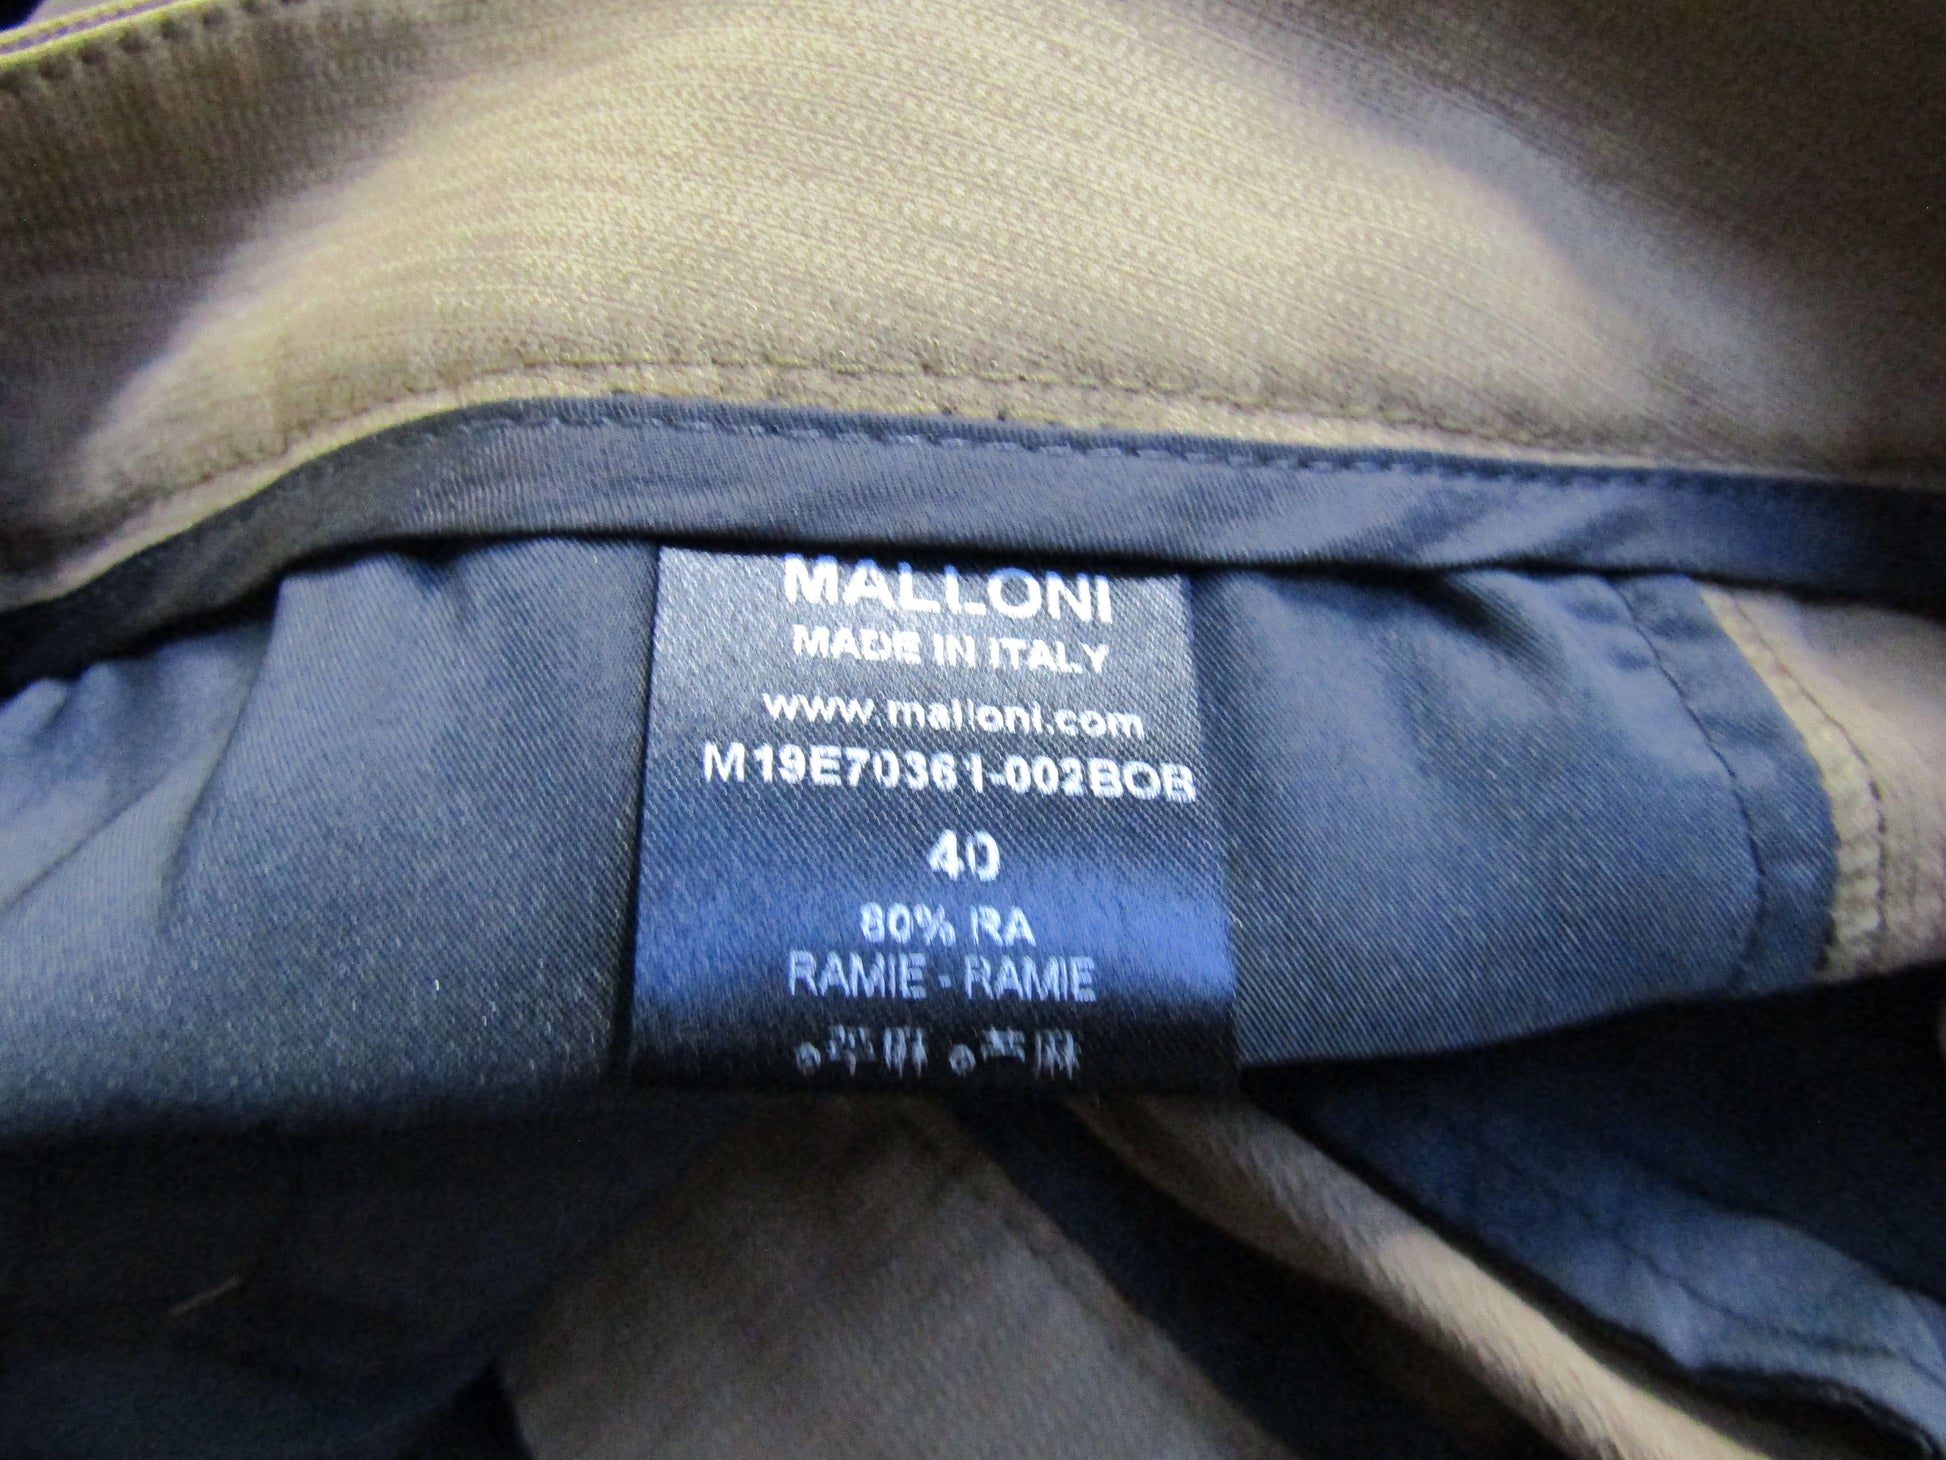 MALLONI
MADE IN ITALY
www.malloni.com
M19E70361-002BOB
40
80% RA
RAMIE - RAMIE